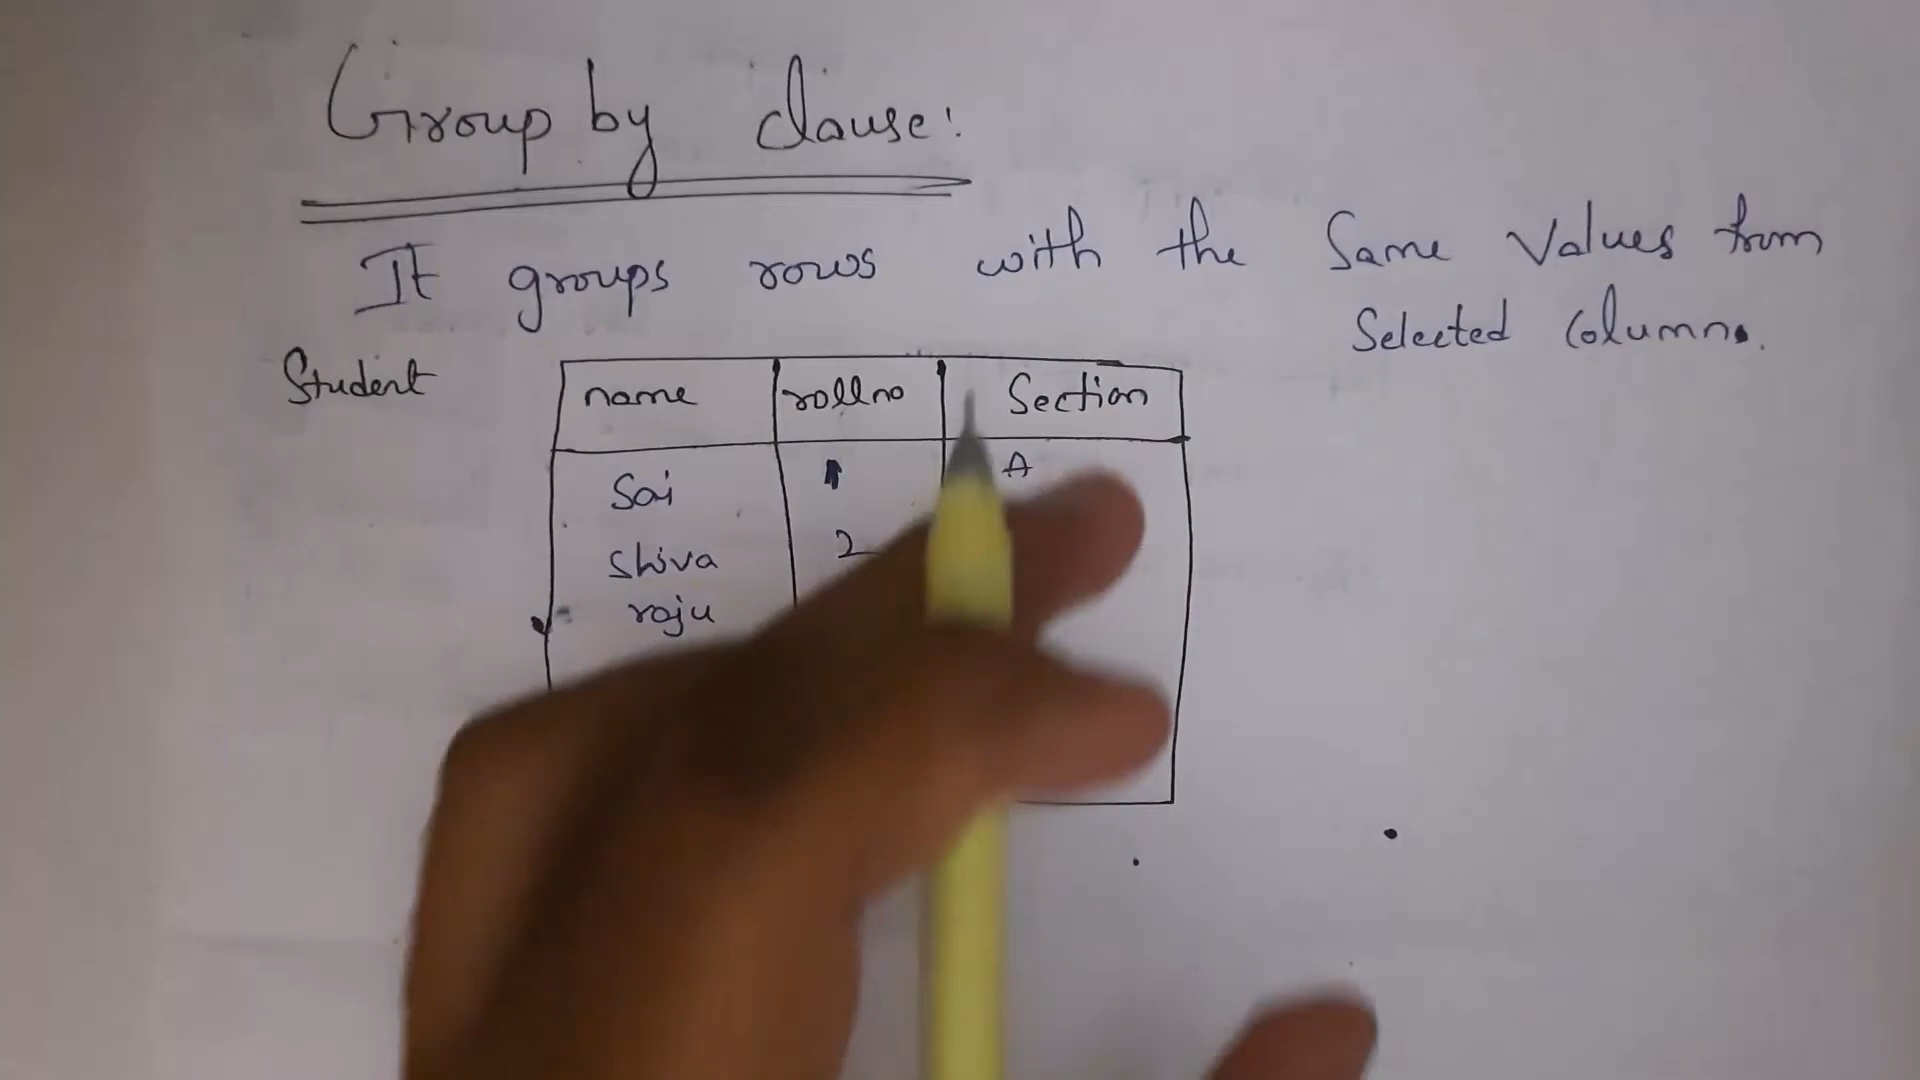 Group by clause:
It groups rows with the Same Values from
Selected Column.
Student
name rollno Section
Sai 1 A
Shiva 2
raju